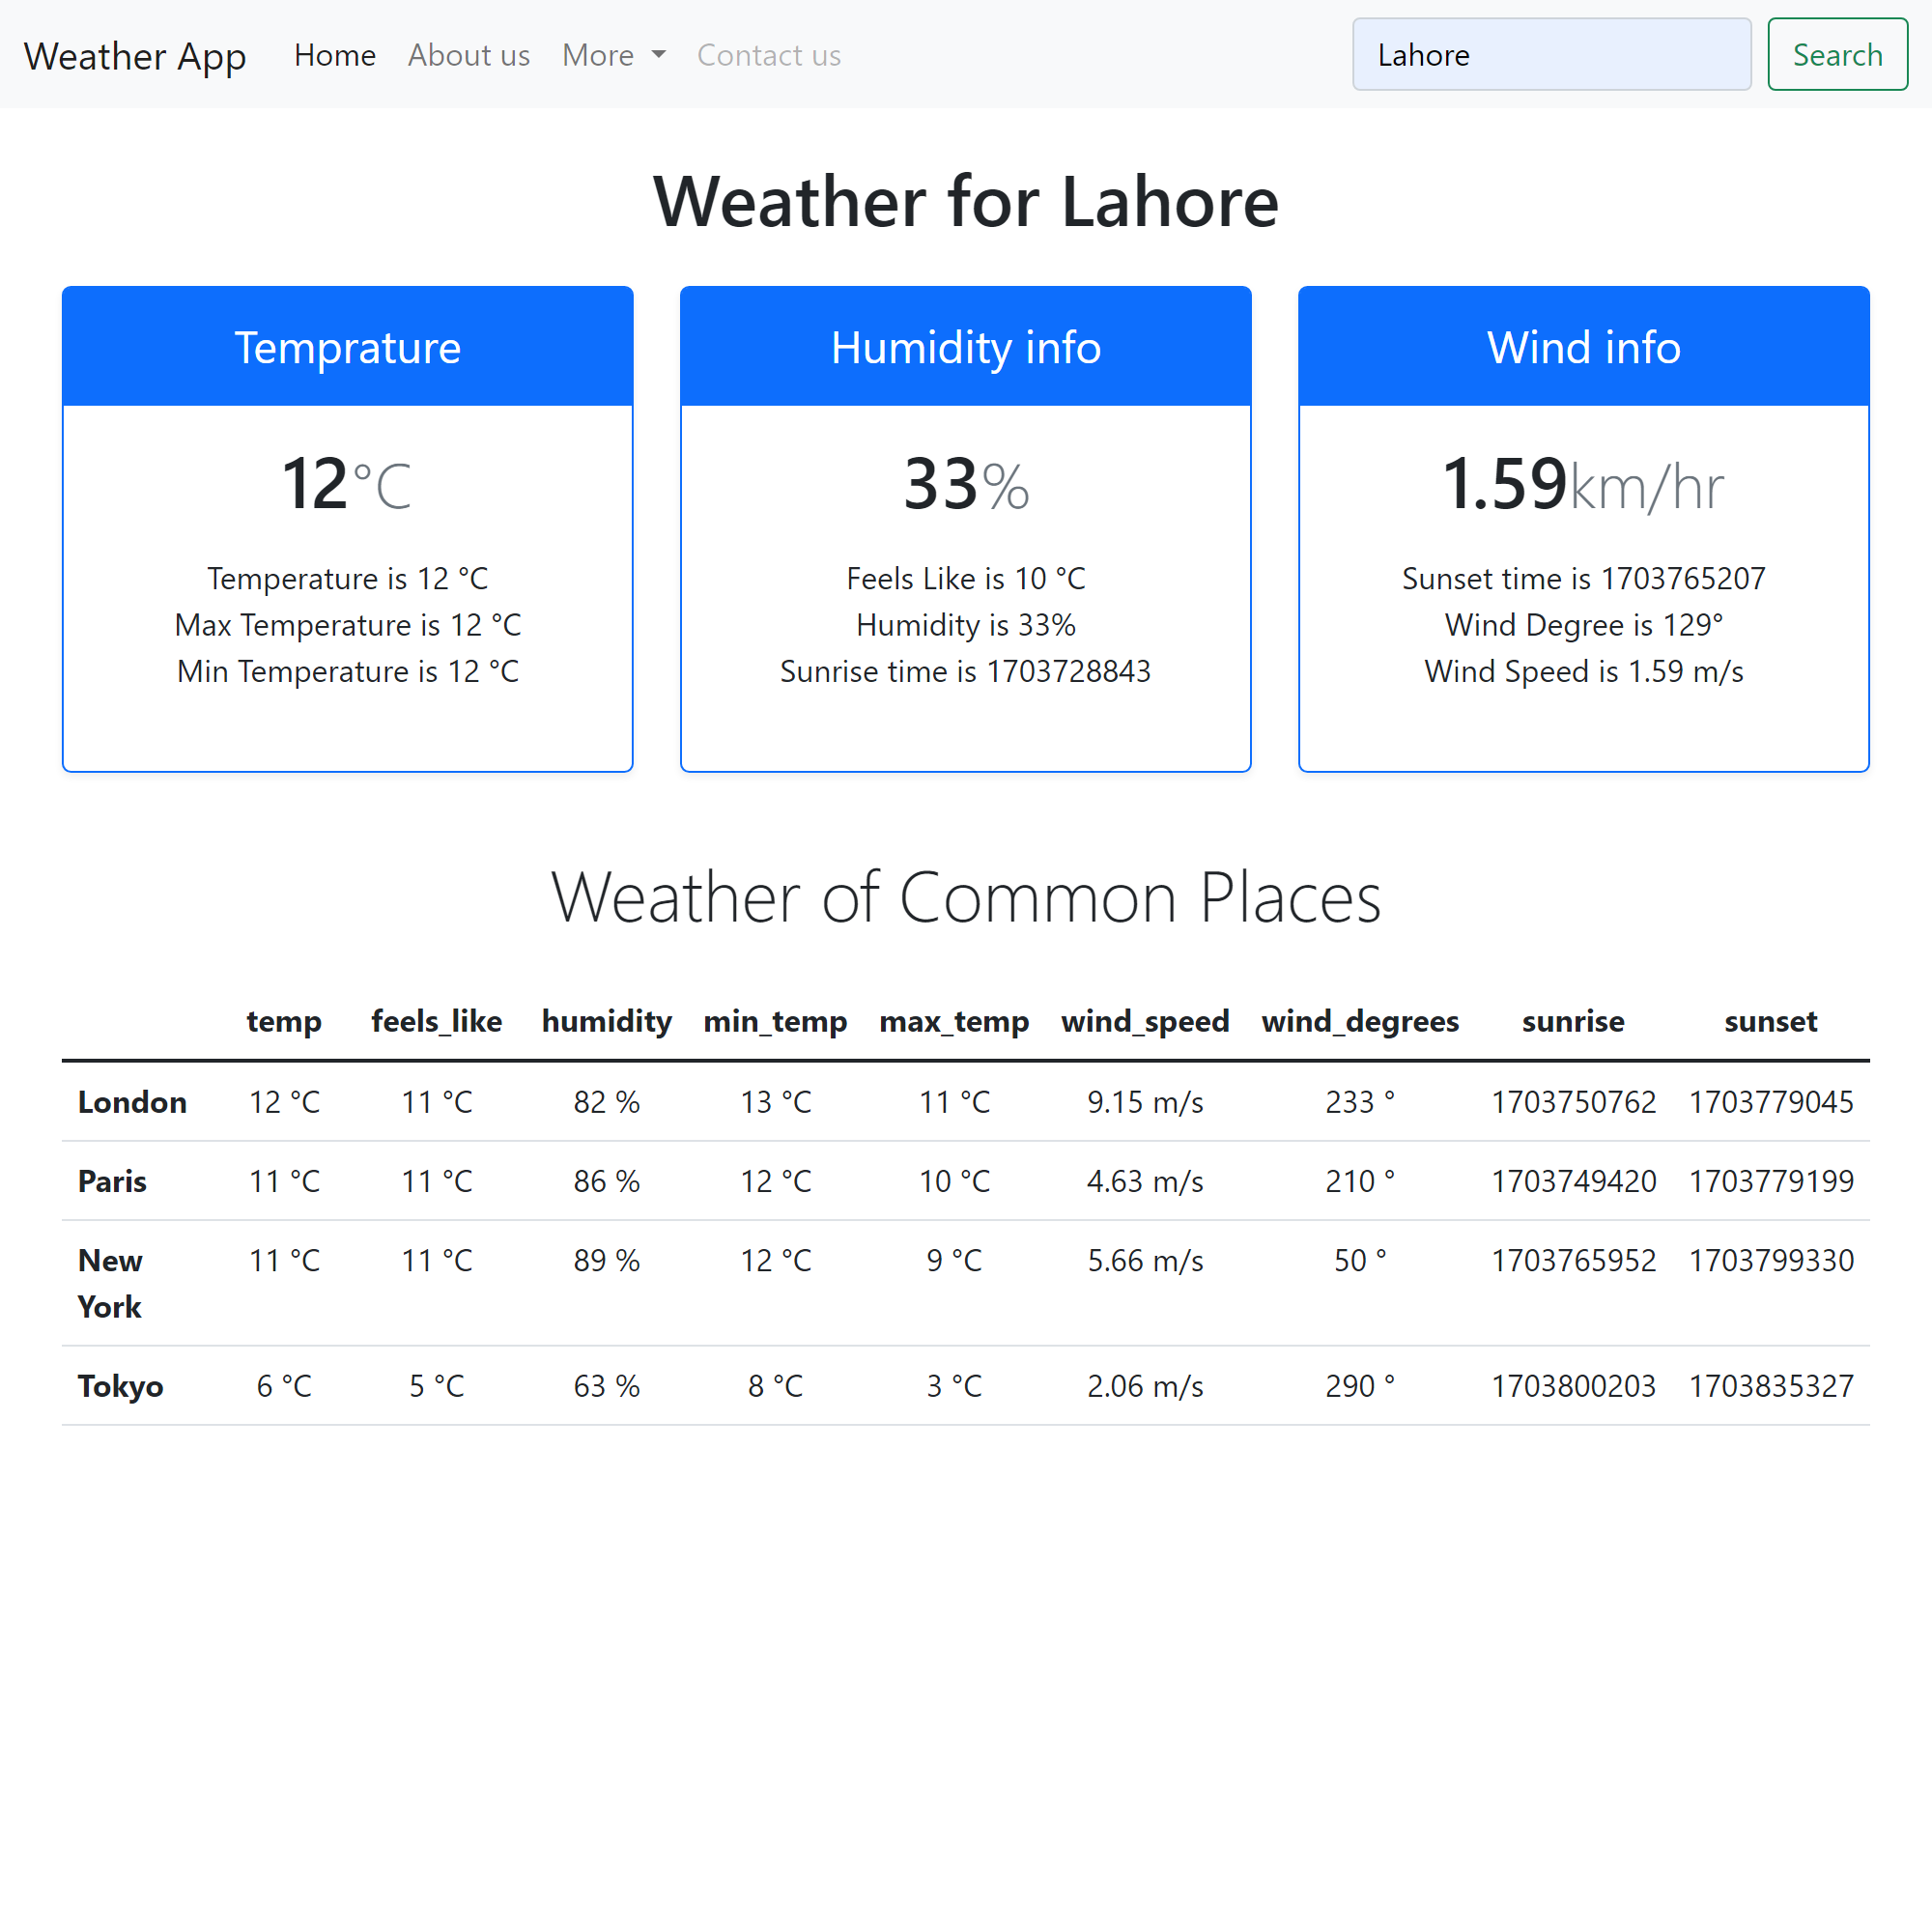 Weather App Home About us More Contact us Lahore Search
Weather for Lahore
Temprature Humidity info Wind info
12°C 33% 1.59km/hr
Temperature is 12 °C Feels Like is 10 °C Sunset time is 1703765207
Max Temperature is 12 °C Humidity is 33% Wind Degree is 129°
Min Temperature is 12 °C Sunrise time is 1703728843 Wind Speed is 1.59 m/s
Weather of Common Places
temp feels_like humidity min_temp max_temp wind_speed wind_degrees sunrise sunset
London 12 °C 11 °C 82 % 13 °C 11 °C 9.15 m/s 233 ° 1703750762 1703779045
Paris 11 °C 11 °C 86 % 12 °C 10 °C 4.63 m/s 210 ° 1703749420 1703779199
New 11 °C 11 °C 89 % 12 °C 9 °C 5.66 m/s 50 ° 1703765952 1703799330
York
Tokyo 6 °C 5 °C 63 % 8 °C 3 °C 2.06 m/s 290 ° 1703800203 1703835327